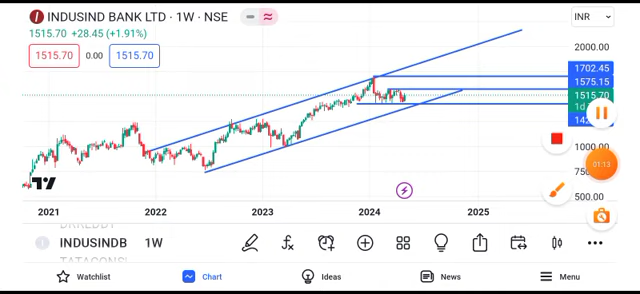 INDUSIND BANK LTD · 1W · NSE
INR
1515.70 +28.45 (+1.91%)
1515.70 0.00 1515.70
2000.00
1702.45
1575.15
1515.70
1d
1000.00
01:13
500.00
2021 2022 2023 2024 2025
INDUSINDB 1W
Watchlist Chart Ideas News Menu